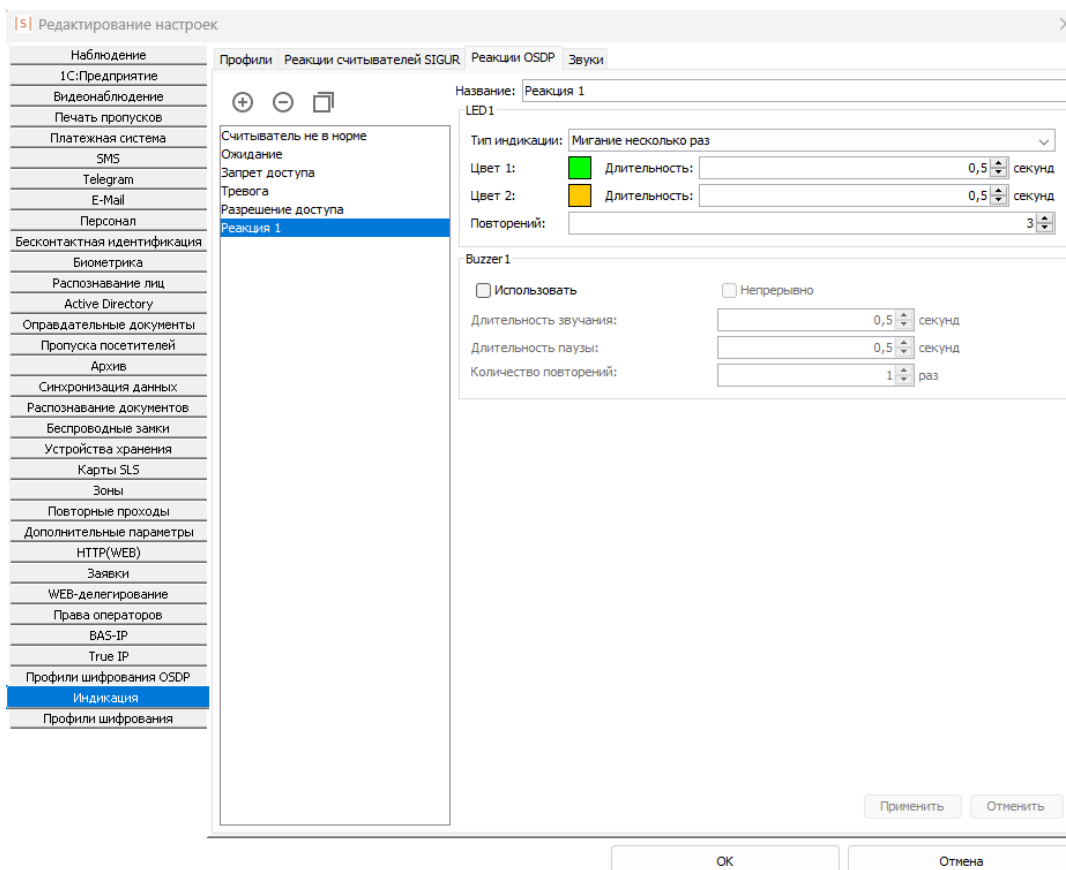 |S| Редактирование настроек
Наблюдение
1С:Предприятие
Видеонаблюдение
Печать пропусков
Платежная система
SMS
Telegram
E-Mail
Персонал
Бесконтактная идентификация
Биометрика
Распознавание лиц
Active Directory
Оправдательные документы
Пропуска посетителей
Архив
Синхронизация данных
Распознавание документов
Беспроводные замки
Устройства хранения
Карты SLS
Зоны
Повторные проходы
Дополнительные параметры
HTTP(WEB)
Заявки
WEB-делегирование
Права операторов
BAS-IP
True IP
Профили шифрования OSDP
Индикация
Профили шифрования
Профили Реакции считывателей SIGUR Реакции OSDP Звуки
Считыватель не в норме
Ожидание
Запрет доступа
Тревога
Разрешение доступа
Реакция 1
Название: Реакция 1
LED1
Тип индикации: Мигание несколько раз
Цвет 1: Длительность: 0,5 секунд
Цвет 2: Длительность: 0,5 секунд
Повторений: 3
Buzzer1
Использовать Непрерывно
Длительность звучания: 0,5 секунд
Длительность паузы: 0,5 секунд
Количество повторений: 1 раз
Применить Отменить
ОК Отмена